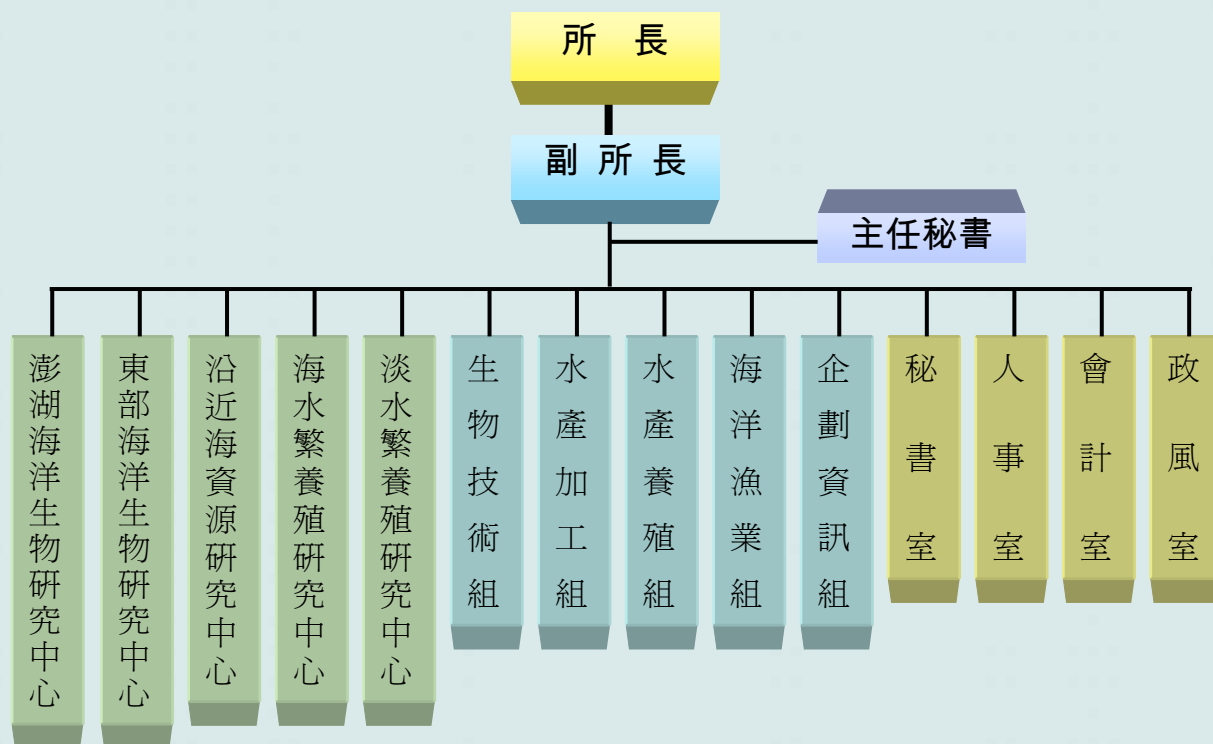 所 長
副 所 長
主任秘書
澎湖海洋生物研究中心
東部海洋生物研究中心
沿近海資源研究中心
海水繁養殖研究中心
淡水繁養殖研究中心
生物技術組
水產加工組
水產養殖組
海洋漁業組
企劃資訊組
秘書室
人事室
會計室
政風室